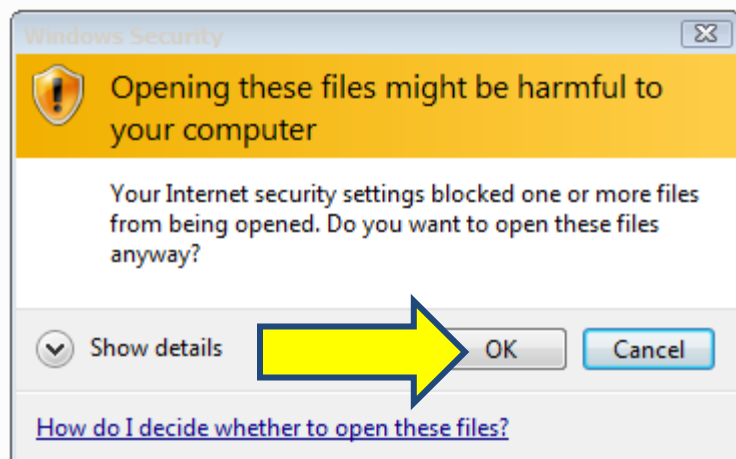 Windows Security
Opening these files might be harmful to
your computer
Your Internet security settings blocked one or more files
from being opened. Do you want to open these files
anyway?
Show details
OK
Cancel
How do I decide whether to open these files?